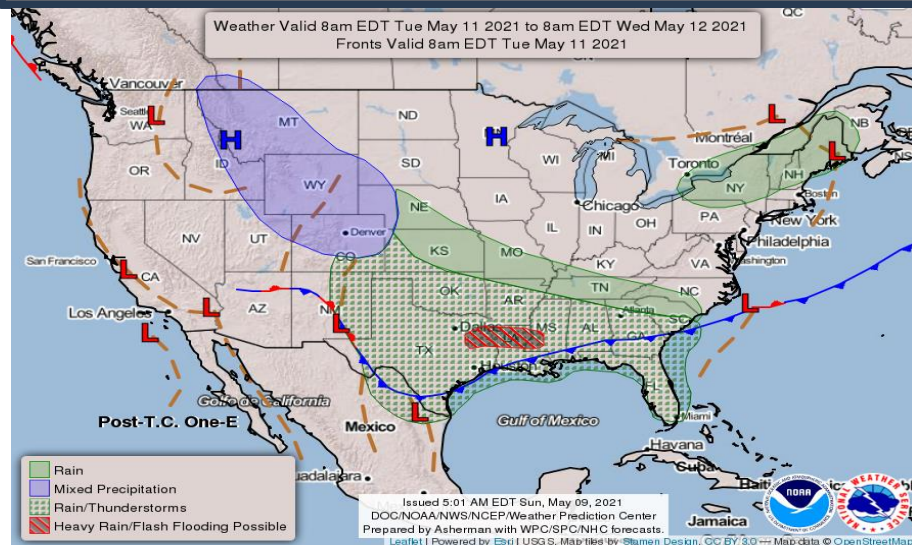 Weather Valid 8am EDT Tue May 11 2021 to 8am EDT Wed May 12 2021
Fronts Valid 8am EDT Tue May 11 2021
QC
Vancouver
Seattle
L
WA
MT
ND
H
H
L
NB
Montréal
L
OR
ID
SD
WI
MI
Toronto
NH
NS
WY
NY
Boston
IA
Chicago
New York
NE
PA
Philadelphia
NV
UT
Denver
IL
IN
OH
CO
KS
MO
KY
VA
Washington
San Francisco
L
CA
OK
TN
NC
L
Los Angeles
L
AZ
NM
L
AR
Atlanta
SC
L
Dallas
MS
AL
GA
TX
LA
Houston
FL
Golfo de California
L
Miami
Post-T.C. One-E
Mexico
Gulf of Mexico
Havana
Cuba
Rain
Mixed Precipitation
Rain/Thunderstorms
Heavy Rain/Flash Flooding Possible
Issued 5:01 AM EDT Sun, May 09, 2021
DOC/NOAA/NWS/NCEP/Weather Prediction Center
Prepared by Asherman with WPC/SPC/NHC forecasts.
Jamaica
NOAA
NATIONAL WEATHER SERVICE
Leaflet | Powered by Esri | USGS, Map tiles by Stamen Design, CC BY 3.0 — Map data © OpenStreetMap